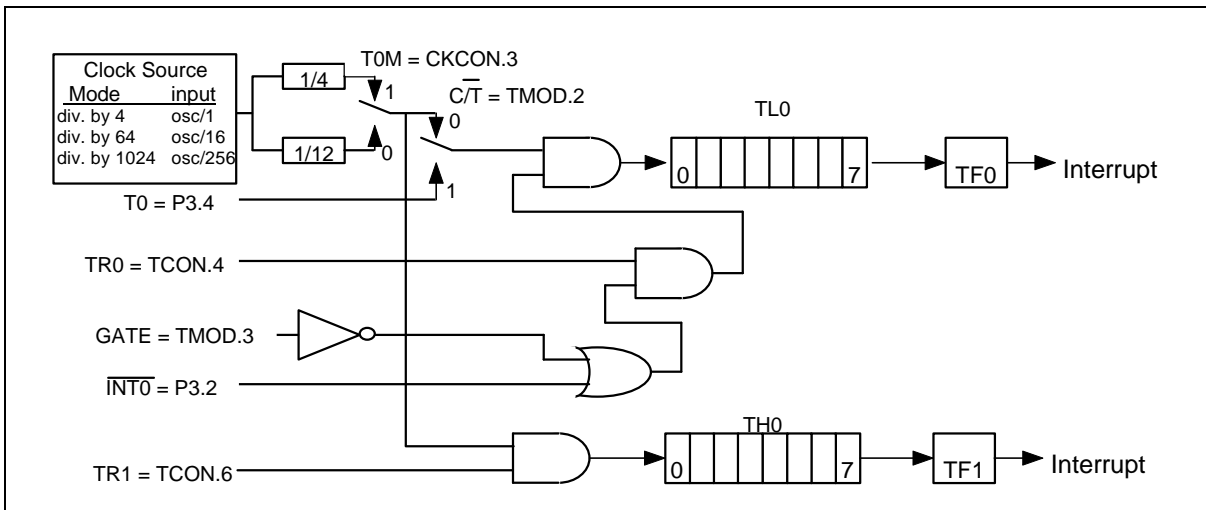 Clock Source
Mode input
div. by 4 osc/1
div. by 64 osc/16
div. by 1024 osc/256
1/4
1/12
T0M = CKCON.3
1
0
C/T = TMOD.2
0
1
T0 = P3.4
TL0
0 7
TF0
Interrupt
TR0 = TCON.4
GATE = TMOD.3
INT0 = P3.2
TR1 = TCON.6
TH0
0 7
TF1
Interrupt